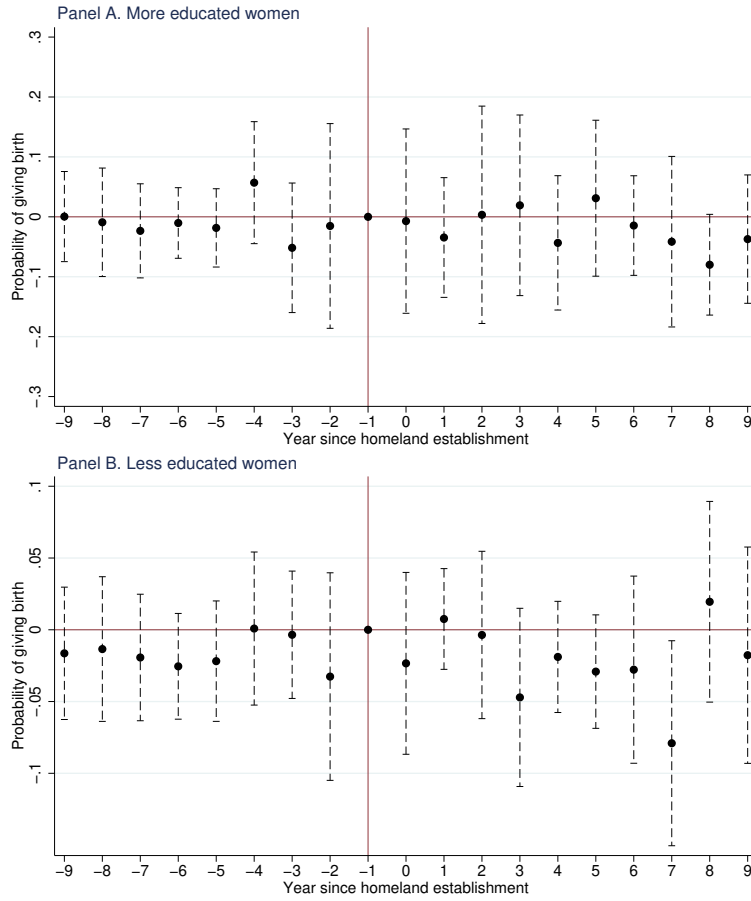 Panel A. More educated women
.3
.2
.1
0
-.1
-.2
-.3
Probability of giving birth
-9 -8 -7 -6 -5 -4 -3 -2 -1 0 1 2 3 4 5 6 7 8 9
Year since homeland establishment
Panel B. Less educated women
.1
.05
0
-.05
-.1
Probability of giving birth
-9 -8 -7 -6 -5 -4 -3 -2 -1 0 1 2 3 4 5 6 7 8 9
Year since homeland establishment